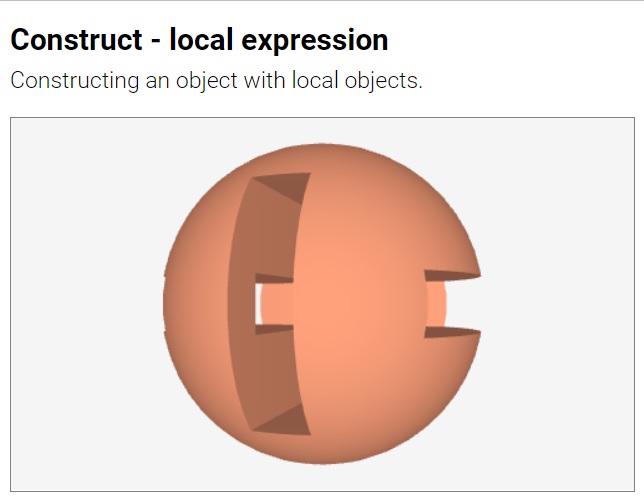 Construct - local expression
Constructing an object with local objects.